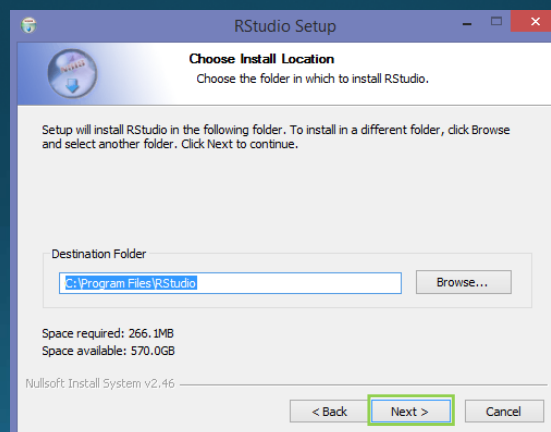 RStudio Setup
Choose Install Location
Choose the folder in which to install RStudio.
Setup will install RStudio in the following folder. To install in a different folder, click Browse
and select another folder. Click Next to continue.
Destination Folder
C:\Program Files\RStudio
Browse...
Space required: 266.1MB
Space available: 570.0GB
Nullsoft Install System v2.46
< Back Next > Cancel